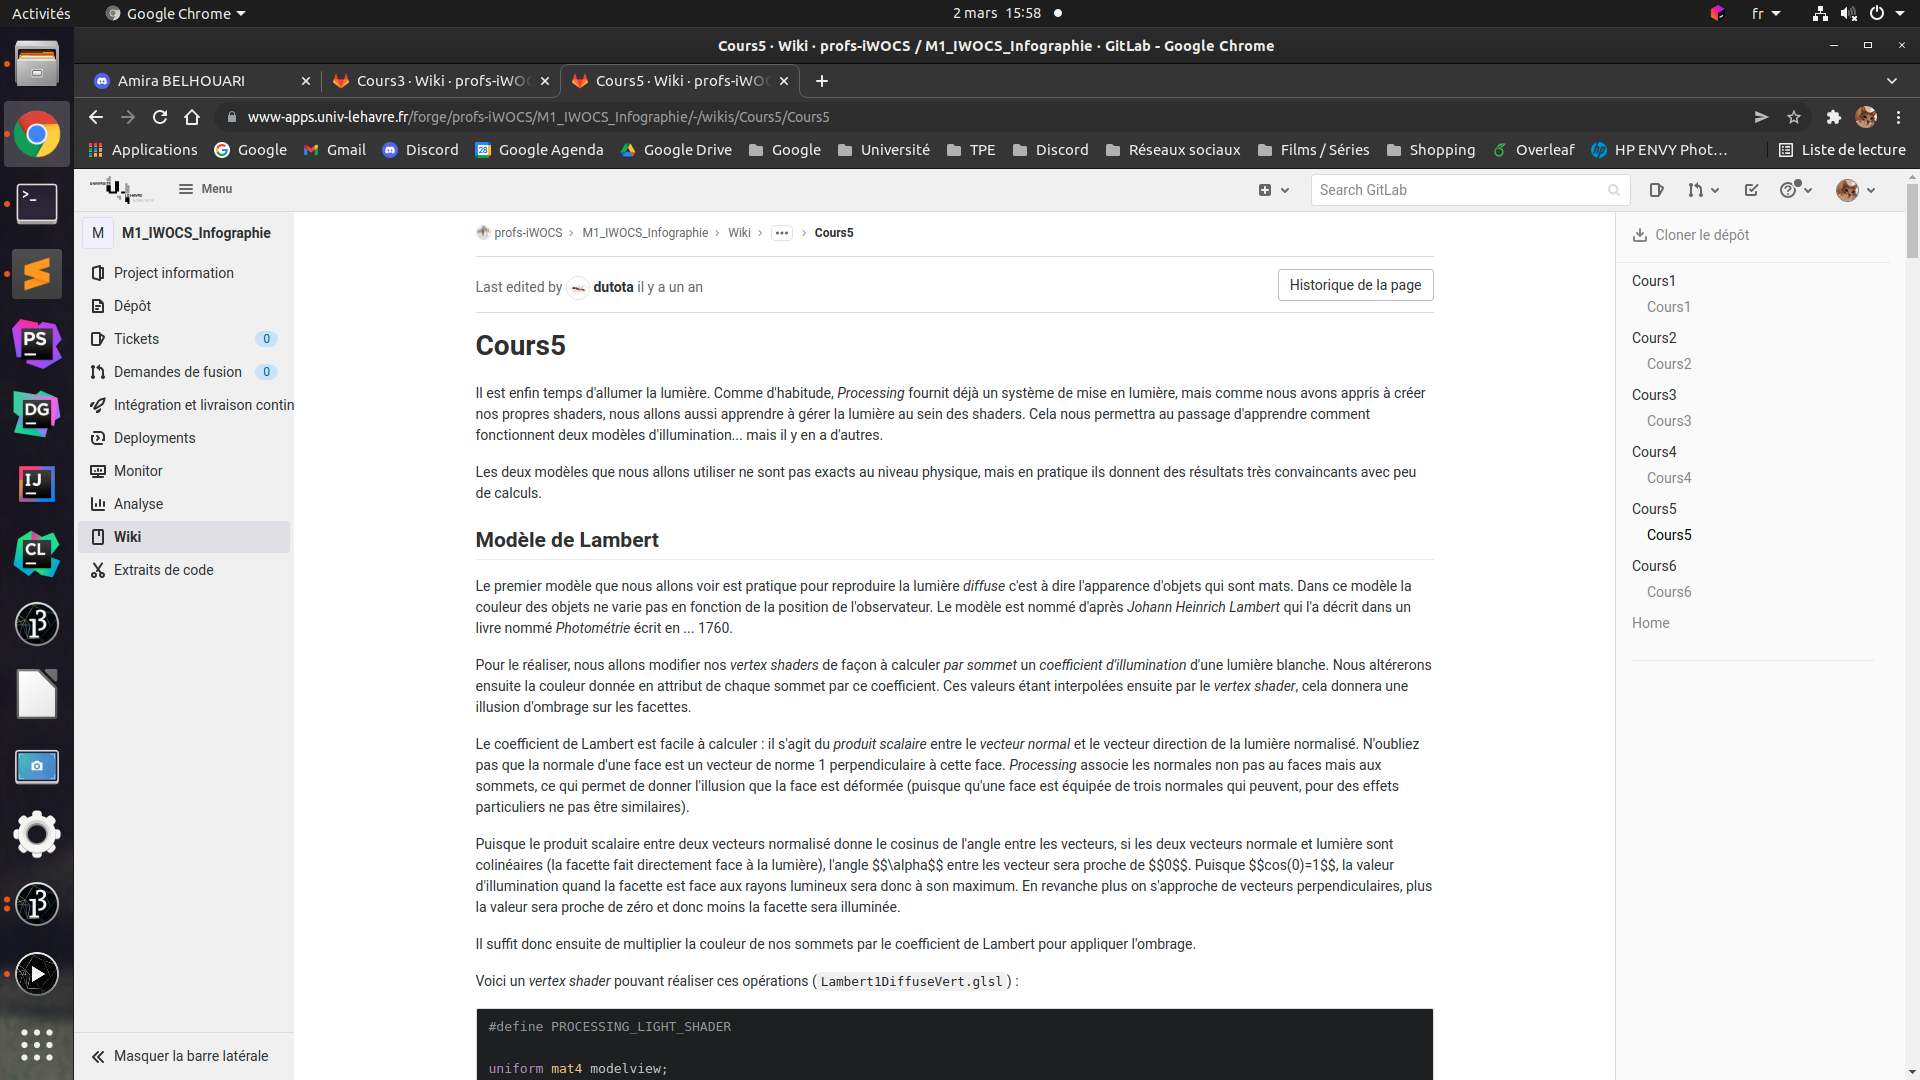 Activités
Google Chrome
2 mars 15:58
fr
Cours5 · Wiki · profs-iWOCS / M1_IWOCS_Infographie · GitLab - Google Chrome
Amira BELHOUARI
Cours3 · Wiki · profs-iWOC
Cours5 · Wiki · profs-iWOC
www-apps.univ-lehavre.fr/forge/profs-iWOCS/M1_IWOCS_Infographie/-/wikis/Cours5/Cours5
Applications
Google
Gmail
Discord
28
Google Agenda
Google Drive
Google
Université
TPE
Discord
Réseaux sociaux
Films / Séries
Shopping
Overleaf
HP ENVY Phot…
Liste de lecture
Menu
Search GitLab
M
M1_IWOCS_Infographie
Project information
Dépôt
Tickets
0
Demandes de fusion
0
Intégration et livraison contin
Deployments
Monitor
Analyse
Wiki
Extraits de code
Masquer la barre latérale
PS
DG
IJ
CL
profs-iWOCS › M1_IWOCS_Infographie › Wiki › ••• › Cours5
Last edited by dutota il y a un an
Historique de la page
Cours5
Il est enfin temps d'allumer la lumière. Comme d'habitude, Processing fournit déjà un système de mise en lumière, mais comme nous avons appris à créer
nos propres shaders, nous allons aussi apprendre à gérer la lumière au sein des shaders. Cela nous permettra au passage d'apprendre comment
fonctionnent deux modèles d'illumination... mais il y en a d'autres.
Les deux modèles que nous allons utiliser ne sont pas exacts au niveau physique, mais en pratique ils donnent des résultats très convaincants avec peu
de calculs.
Modèle de Lambert
Le premier modèle que nous allons voir est pratique pour reproduire la lumière diffuse c'est à dire l'apparence d'objets qui sont mats. Dans ce modèle la
couleur des objets ne varie pas en fonction de la position de l'observateur. Le modèle est nommé d'après Johann Heinrich Lambert qui l'a décrit dans un
livre nommé Photométrie écrit en ... 1760.
Pour le réaliser, nous allons modifier nos vertex shaders de façon à calculer par sommet un coefficient d'illumination d'une lumière blanche. Nous altérerons
ensuite la couleur donnée en attribut de chaque sommet par ce coefficient. Ces valeurs étant interpolées ensuite par le vertex shader, cela donnera une
illusion d'ombrage sur les facettes.
Le coefficient de Lambert est facile à calculer : il s'agit du produit scalaire entre le vecteur normal et le vecteur direction de la lumière normalisé. N'oubliez
pas que la normale d'une face est un vecteur de norme 1 perpendiculaire à cette face. Processing associe les normales non pas au faces mais aux
sommets, ce qui permet de donner l'illusion que la face est déformée (puisque qu'une face est équipée de trois normales qui peuvent, pour des effets
particuliers ne pas être similaires).
Puisque le produit scalaire entre deux vecteurs normalisé donne le cosinus de l'angle entre les vecteurs, si les deux vecteurs normale et lumière sont
colinéaires (la facette fait directement face à la lumière), l'angle $$\alpha$$ entre les vecteur sera proche de $$0$$. Puisque $$cos(0)=1$$, la valeur
d'illumination quand la facette est face aux rayons lumineux sera donc à son maximum. En revanche plus on s'approche de vecteurs perpendiculaires, plus
la valeur sera proche de zéro et donc moins la facette sera illuminée.
Il suffit donc ensuite de multiplier la couleur de nos sommets par le coefficient de Lambert pour appliquer l'ombrage.
Voici un vertex shader pouvant réaliser ces opérations ( Lambert1DiffuseVert.glsl ) :
#define PROCESSING_LIGHT_SHADER
uniform mat4 modelview;
Cloner le dépôt
Cours1
Cours1
Cours2
Cours2
Cours3
Cours3
Cours4
Cours4
Cours5
Cours5
Cours6
Cours6
Home